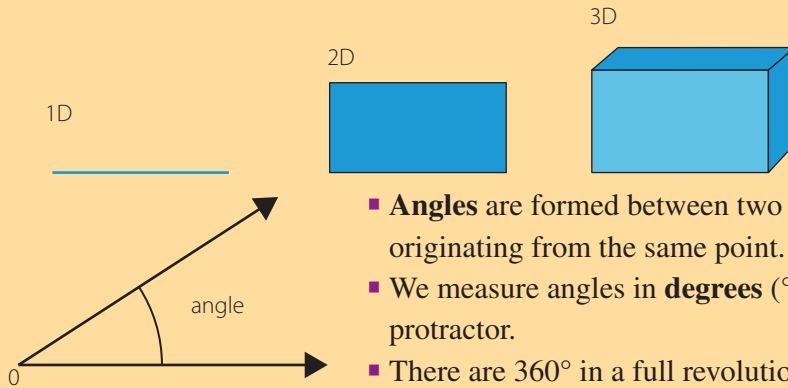 3D
2D
1D
▪ Angles are formed between two
originating from the same point.
▪ We measure angles in degrees (°
protractor.
▪ There are 360° in a full revolutio
angle
0